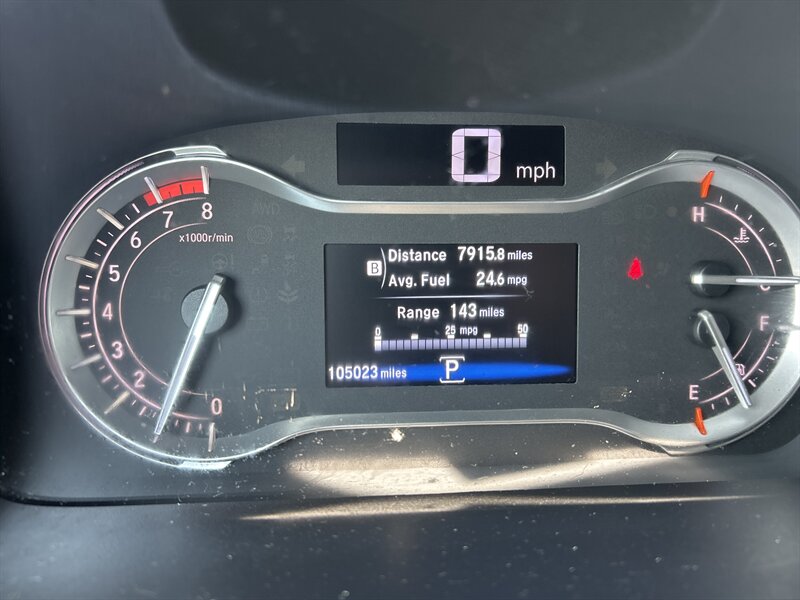 0 mph
8
7
6
5
4
3
2
0
x1000r/min
B Distance 7915.8 miles
Avg. Fuel 24.6 mpg
Range 143 miles
0 25 mpg 50
105023 miles P
H
C
F
E